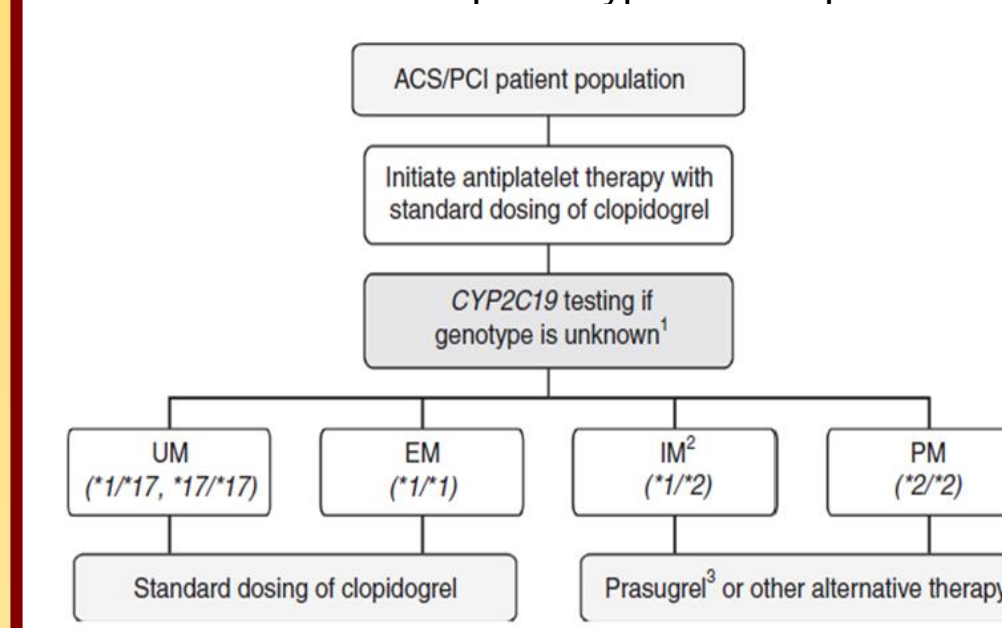 ACS/PCI patient population
Initiate antiplatelet therapy with
standard dosing of clopidogrel
CYP2C19 testing if
genotype is unknown1
UM
(*1/*17, *17/*17)
EM
(*1/*1)
IM2
(*1/*2)
PM
(*2/*2)
Standard dosing of clopidogrel
Prasugrel3 or other alternative therapy